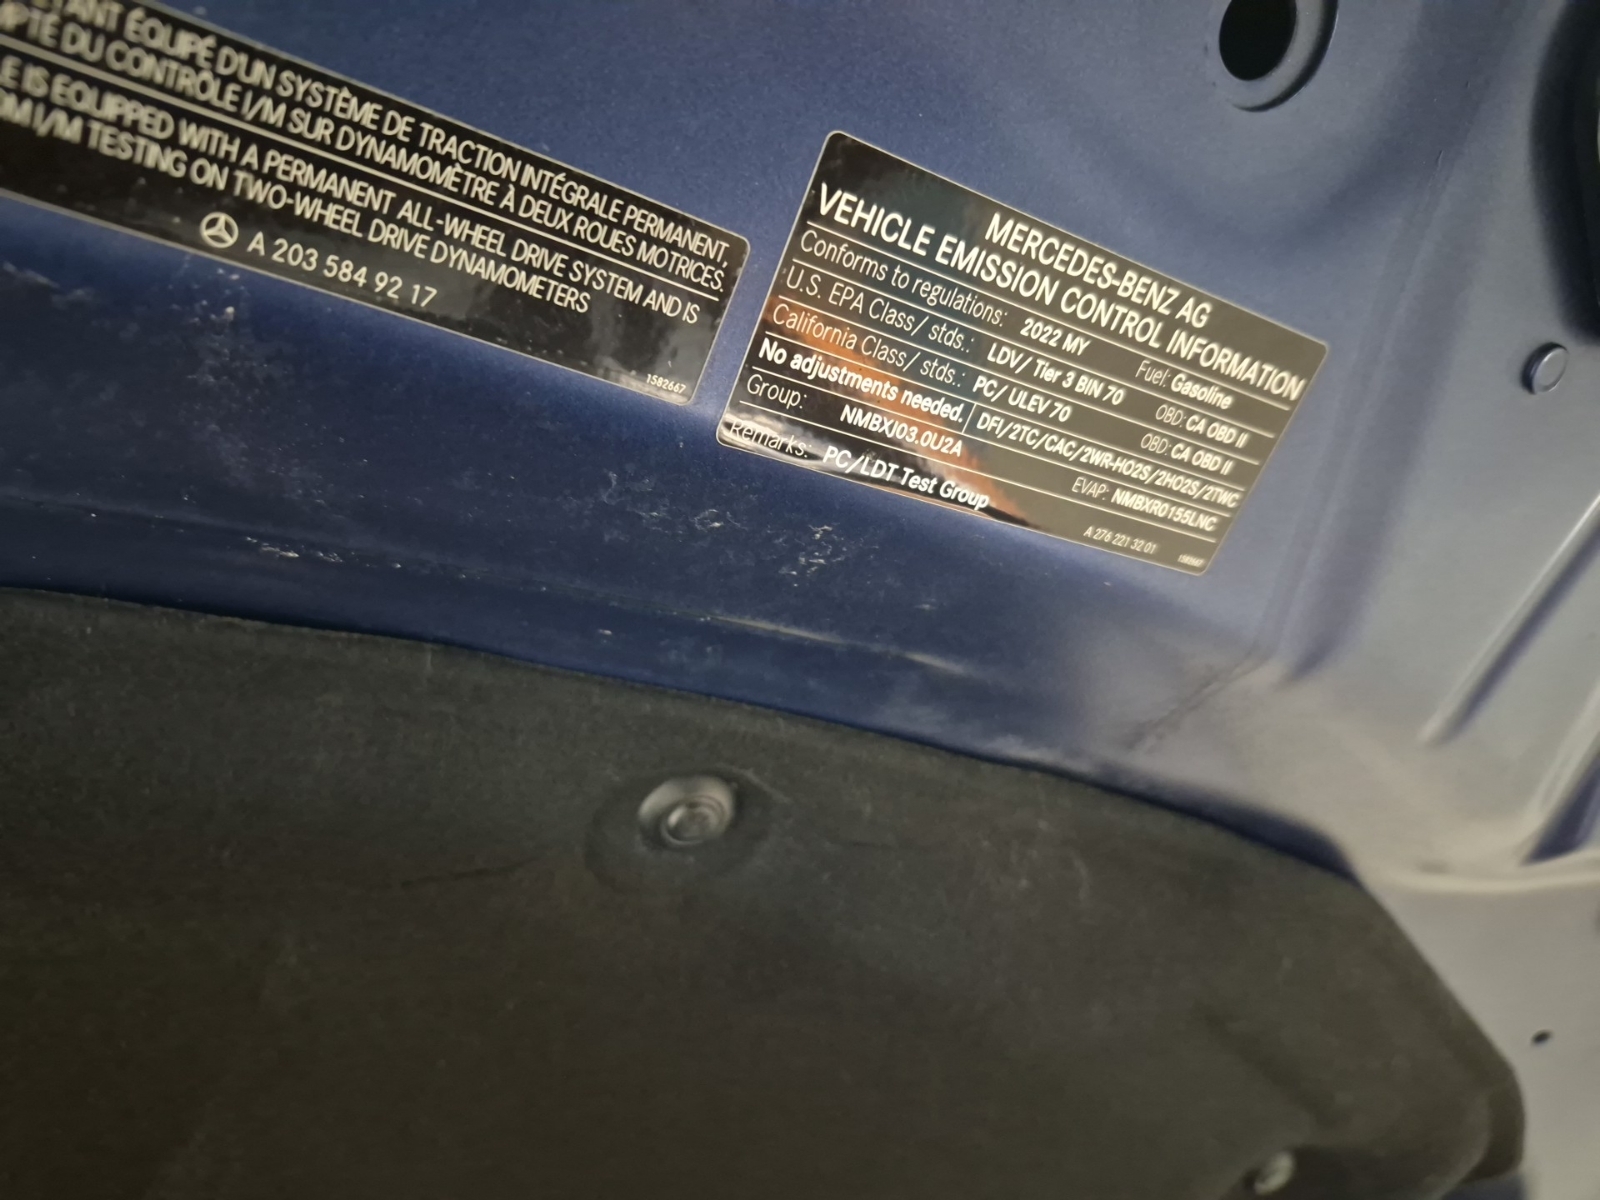 TANT ÉQUIPÉ D'UN SYSTÈME DE TRACTION INTÉGRALE PERMANENT,
DU CONTRÔLE I/M SUR DYNAMOMÈTRE À DEUX ROUES MOTRICES.
IS EQUIPPED WITH A PERMANENT ALL-WHEEL DRIVE SYSTEM AND IS
I/M TESTING ON TWO-WHEEL DRIVE DYNAMOMETERS
A 203 584 92 17
1582667
MERCEDES-BENZ AG
VEHICLE EMISSION CONTROL INFORMATION
Conforms to regulations: 2022 MY Fuel: Gasoline
U.S. EPA Class/ stds.: LDV/ Tier 3 BIN 70 OBD: CA OBD II
California Class/ stds.: PC/ ULEV 70 OBD: CA OBD II
No adjustments needed. DFI/2TC/CAC/2WR-HO2S/2HO2S/2TWC
Group: NMBXJ03.0U2A EVAP: NMBXR0155LNC
Remarks: PC/LDT Test Group
A 276 221 32 01
1582667